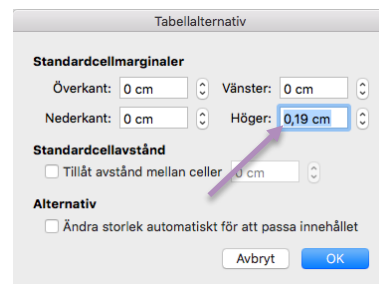 Tabellalternativ
Standardcellmarginaler
Överkant: 0 cm Vänster: 0 cm
Nederkant: 0 cm Höger: 0,19 cm
Standardcellavstånd
Tillåt avstånd mellan celler 0 cm
Alternativ
Ändra storlek automatiskt för att passa innehållet
Avbryt OK